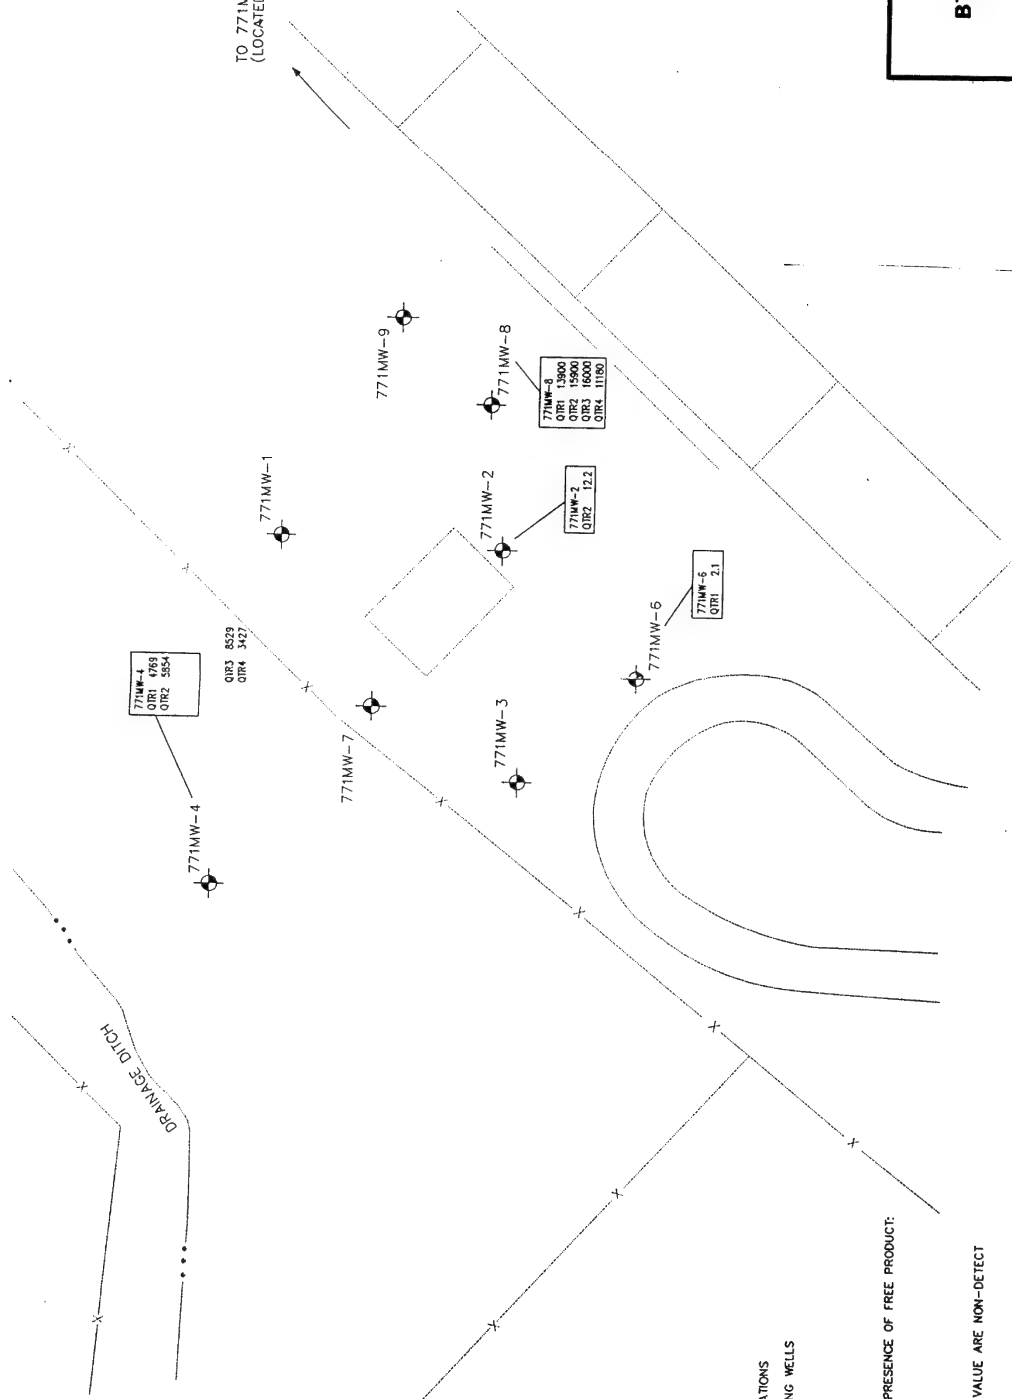 TO 771M
(LOCATED
771MW-9
771MW-8
771MW-8
QTR1 13900
QTR2 15900
QTR3 16000
QTR4 11180
771MW-1
771MW-2
771MW-2
QTR2 12.2
771MW-6
QTR1 2.1
771MW-6
771MW-4
QTR1 4769
QTR2 5854
QTR3 8529
QTR4 3427
771MW-7
771MW-3
771MW-4
DRAINAGE DITCH
X
X
X
X
X
X
X
X
X
X
X
ATIONS
NG WELLS
PRESENCE OF FREE PRODUCT:
VALUE ARE NON-DETECT